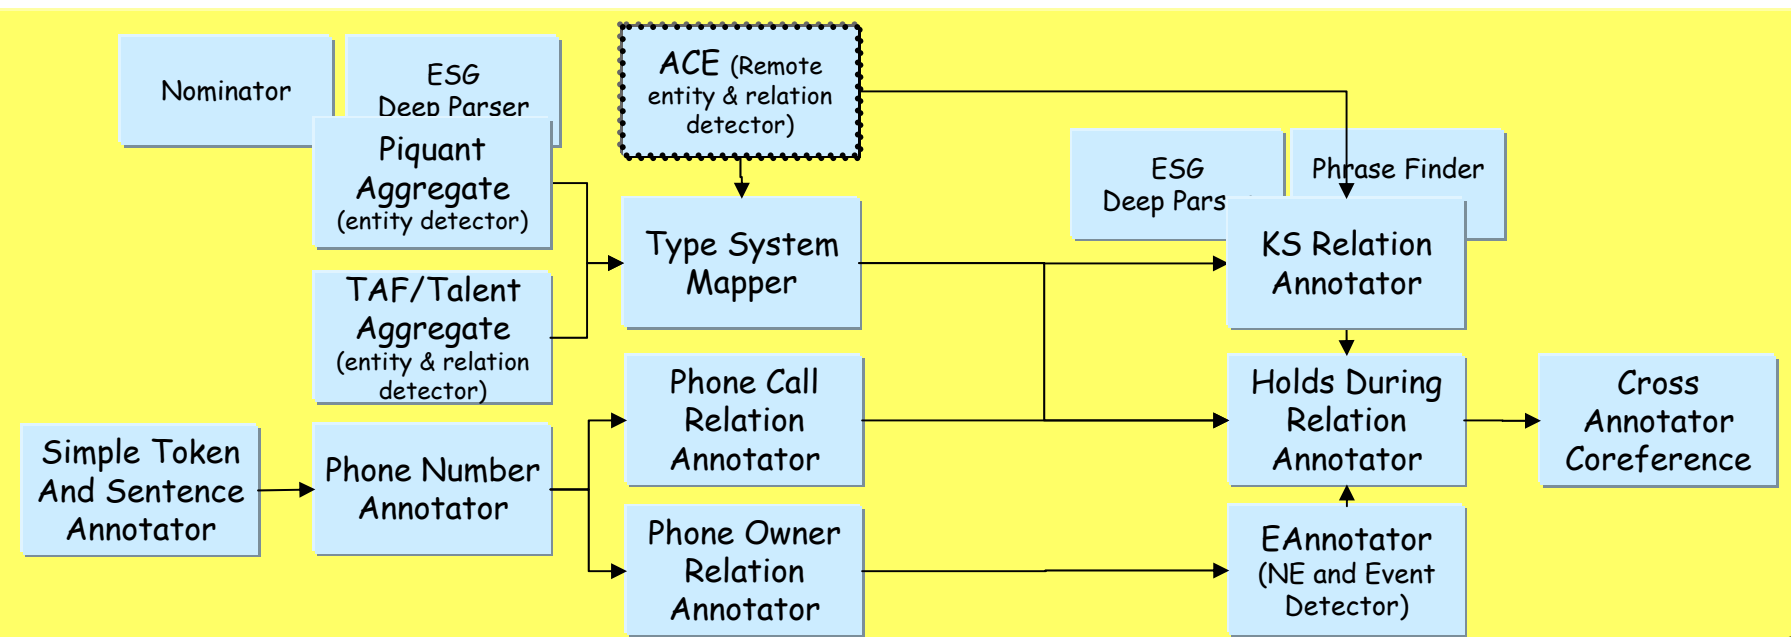 Nominator
ESG
Deep Parser
Piquant
Aggregate
(entity detector)
TAF/Talent
Aggregate
(entity & relation
detector)
Simple Token
And Sentence
Annotator
Phone Number
Annotator
ACE (Remote
entity & relation
detector)
Type System
Mapper
Phone Call
Relation
Annotator
Phone Owner
Relation
Annotator
ESG
Deep Pars
Phrase Finder
KS Relation
Annotator
Holds During
Relation
Annotator
EAnnotator
(NE and Event
Detector)
Cross
Annotator
Coreference